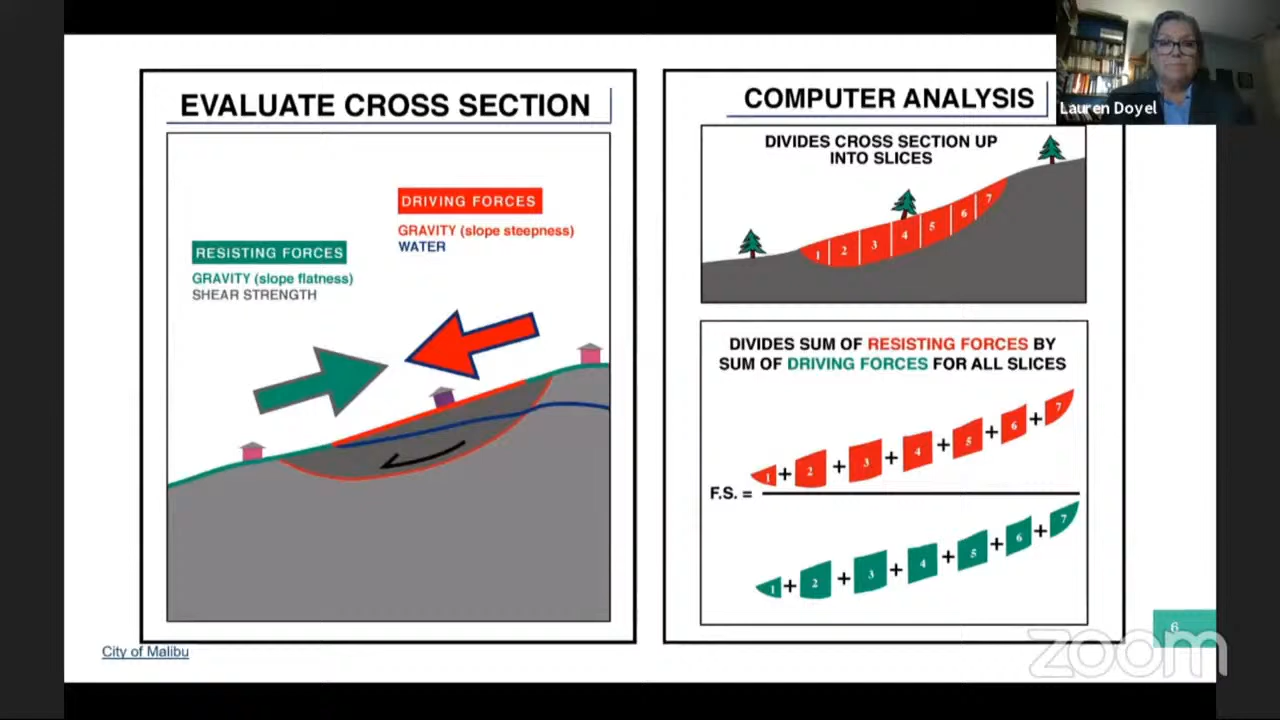 EVALUATE CROSS SECTION
DRIVING FORCES
GRAVITY (slope steepness)
WATER
RESISTING FORCES
GRAVITY (slope flatness)
SHEAR STRENGTH
City of Malibu
COMPUTER ANALYSIS
DIVIDES CROSS SECTION UP
INTO SLICES
1 2 3 4 5 6 7
DIVIDES SUM OF RESISTING FORCES BY
SUM OF DRIVING FORCES FOR ALL SLICES
1 + 2 + 3 + 4 + 5 + 6 + 7
F.S. =
1 + 2 + 3 + 4 + 5 + 6 + 7
Lauren Doyel
6
zoom